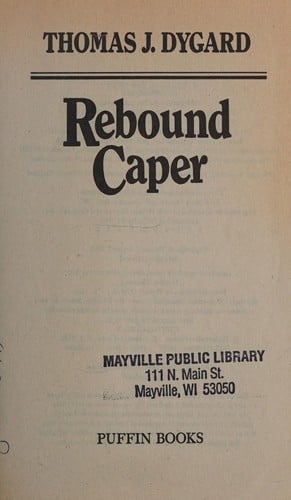 THOMAS J. DYGARD
Rebound
Caper
MAYVILLE PUBLIC LIBRARY
111 N. Main St.
Mayville, WI 53050
PUFFIN BOOKS